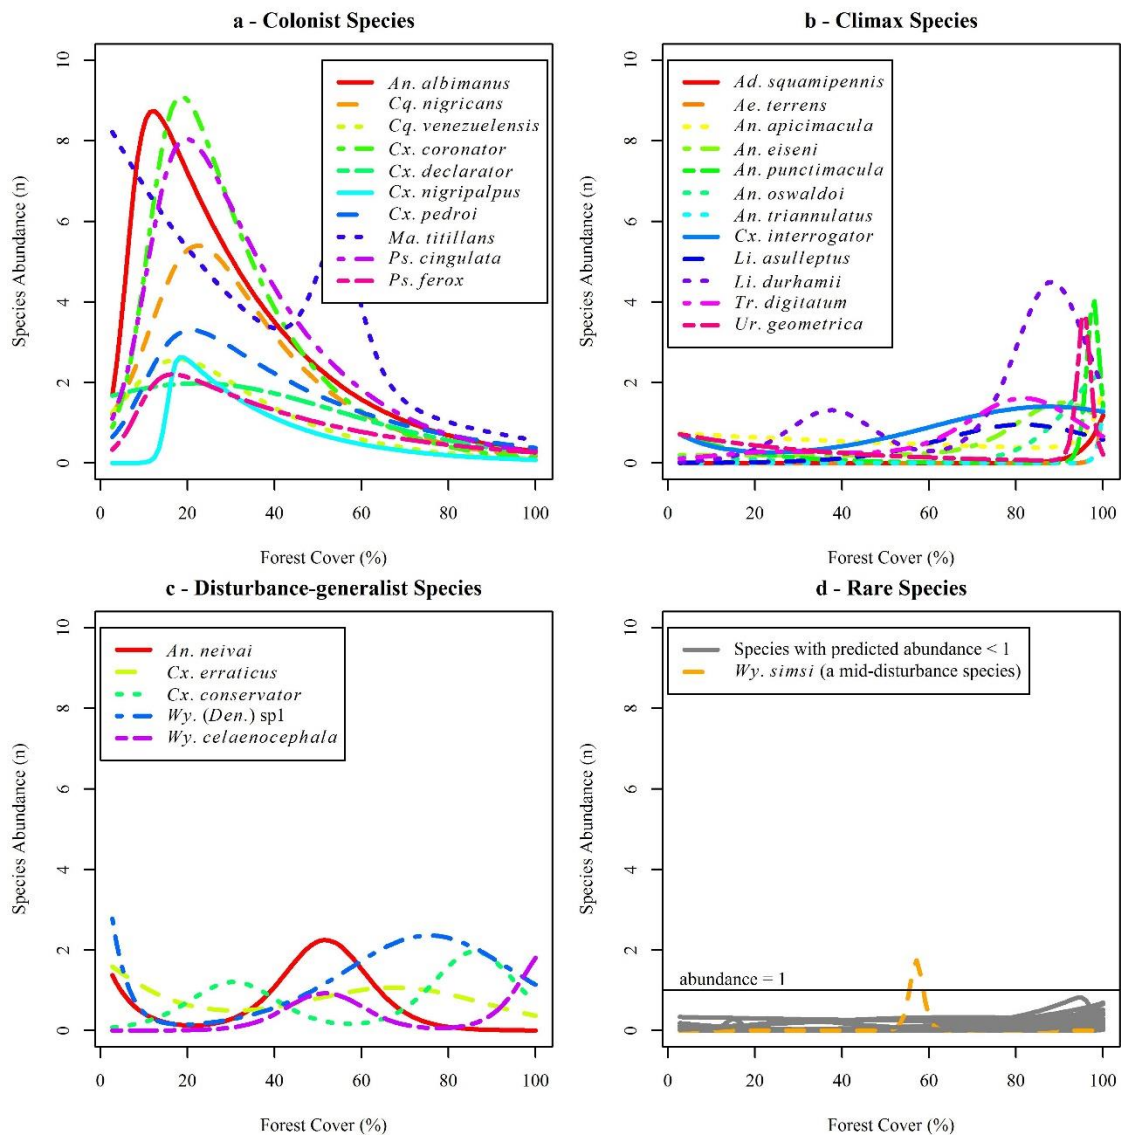 a - Colonist Species
Species Abundance (n)
10
8
6
4
2
0
An. albimanus
Cq. nigricans
Cq. venezuelensis
Cx. coronator
Cx. declarator
Cx. nigripalpus
Cx. pedroi
Ma. titillans
Ps. cingulata
Ps. ferox
0 20 40 60 80 100
Forest Cover (%)
b - Climax Species
Species Abundance (n)
10
8
6
4
2
0
Ad. squamipennis
Ae. terrens
An. apicimacula
An. eiseni
An. punctimacula
An. oswaldoi
An. triannulatus
Cx. interrogator
Li. asulleptus
Li. durhamii
Tr. digitatum
Ur. geometrica
0 20 40 60 80 100
Forest Cover (%)
c - Disturbance-generalist Species
Species Abundance (n)
10
8
6
4
2
0
An. neivai
Cx. erraticus
Cx. conservator
Wy. (Den.) sp1
Wy. celaenocephala
0 20 40 60 80 100
Forest Cover (%)
d - Rare Species
Species Abundance (n)
10
8
6
4
2
0
Species with predicted abundance < 1
Wy. simsi (a mid-disturbance species)
abundance = 1
0 20 40 60 80 100
Forest Cover (%)